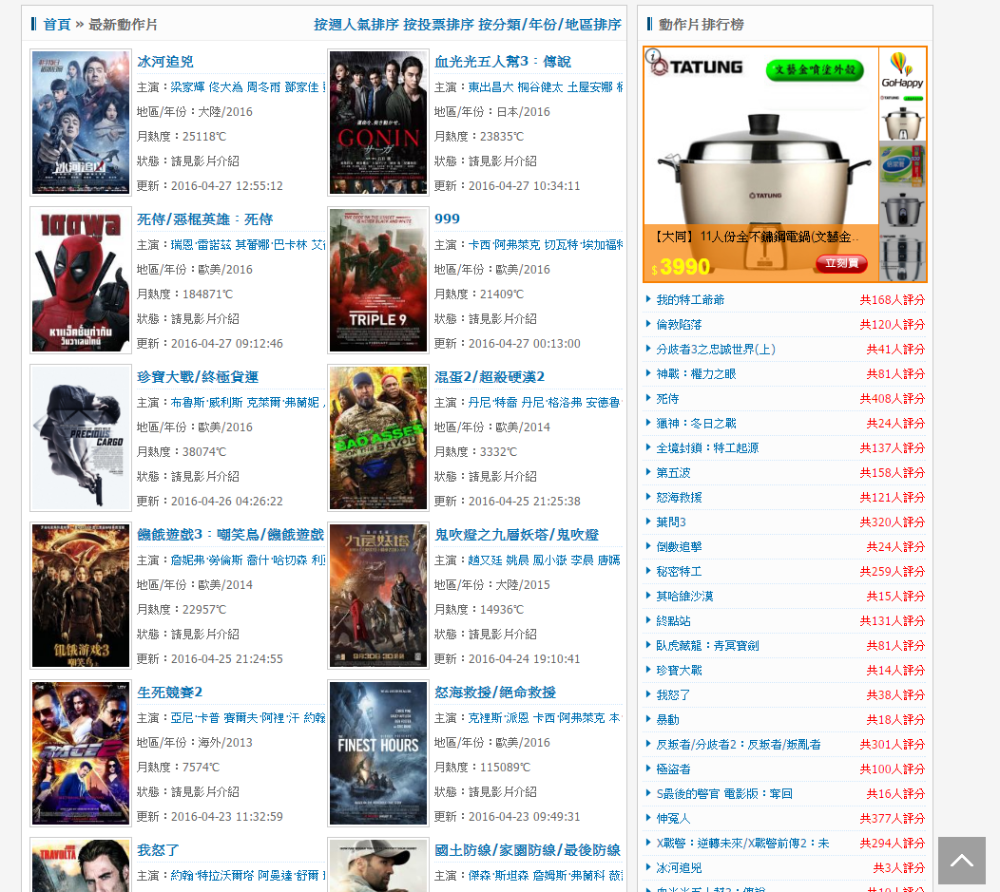 首頁 » 最新動作片
按週人氣排序 按投票排序 按分類/年份/地區排序
冰河追兇
主演：梁家輝 佟大為 周冬雨 鄧家佳
地區/年份：大陸/2016
月熱度：25118℃
狀態：請見影片介紹
更新：2016-04-27 12:55:12
血光光五人幫3：傳說
主演：東出昌大 桐谷健太 土屋安娜
地區/年份：日本/2016
月熱度：23835℃
狀態：請見影片介紹
更新：2016-04-27 10:34:11
GONIN
サーガ
死侍/惡棍英雄：死侍
主演：瑞恩·雷諾茲 莫蕾娜·巴卡林
地區/年份：歐美/2016
月熱度：184871℃
狀態：請見影片介紹
更新：2016-04-27 09:12:46
999
主演：卡西·阿弗萊克 切瓦特·埃加福特
地區/年份：歐美/2016
月熱度：21409℃
狀態：請見影片介紹
更新：2016-04-27 00:13:00
TRIPLE 9
珍寶大戰/終極貨運
主演：布魯斯·威利斯 克萊爾·弗蘭妮
地區/年份：歐美/2016
月熱度：38074℃
狀態：請見影片介紹
更新：2016-04-26 04:26:22
PRECIOUS
CARGO
混蛋2/超殺硬漢2
主演：丹尼·特喬 丹尼·格洛弗 安德魯
地區/年份：歐美/2014
月熱度：3332℃
狀態：請見影片介紹
更新：2016-04-25 21:25:38
BAD ASSES
BAYOU
饑餓遊戲3：嘲笑鳥/饑餓遊戲
主演：詹妮弗·勞倫斯 喬什·哈切森
地區/年份：歐美/2014
月熱度：22957℃
狀態：請見影片介紹
更新：2016-04-25 21:24:55
饥饿游戏3
嘲笑鸟
鬼吹燈之九層妖塔/鬼吹燈
主演：趙又廷 姚晨 鳳小嶽 李晨 唐嫣
地區/年份：大陸/2015
月熱度：14936℃
狀態：請見影片介紹
更新：2016-04-24 19:10:41
九层妖塔
生死競賽2
主演：亞尼·卡普 賽爾夫·阿裡·汗 約翰
地區/年份：海外/2013
月熱度：7574℃
狀態：請見影片介紹
更新：2016-04-23 11:32:59
RACE 2
怒海救援/絕命救援
主演：克裡斯·派恩 卡西·阿弗萊克 本
地區/年份：歐美/2016
月熱度：115089℃
狀態：請見影片介紹
更新：2016-04-23 09:49:31
FINEST HOURS
我怒了
主演：約翰·特拉沃爾塔 阿曼達·舒爾
TRAVOLTA
國土防線/家園防線/最後防線
主演：傑森·斯坦森 詹姆斯·弗蘭科
動作片排行榜
TATUNG
文藝金噴塗外殼
GoHappy
TATUNG
【大同】11人份全不鏽鋼電鍋(文藝金..
$3990
立刻買
我的特工爺爺 共168人評分
倫敦陷落 共120人評分
分歧者3之忠誠世界(上) 共41人評分
神戰：權力之眼 共81人評分
死侍 共408人評分
獵神：冬日之戰 共24人評分
全境封鎖：特工起源 共137人評分
第五波 共158人評分
怒海救援 共121人評分
葉問3 共320人評分
倒數追擊 共24人評分
秘密特工 共259人評分
其哈維沙漠 共15人評分
終點站 共131人評分
臥虎藏龍：青冥寶劍 共81人評分
珍寶大戰 共14人評分
我怒了 共38人評分
暴動 共18人評分
反叛者/分歧者2：反叛者/叛亂者 共301人評分
極盜者 共100人評分
S最後的警官 電影版：奪回 共16人評分
伸冤人 共377人評分
X戰警：逆轉未來/X戰警前傳2：未 共294人評分
冰河追兇 共3人評分